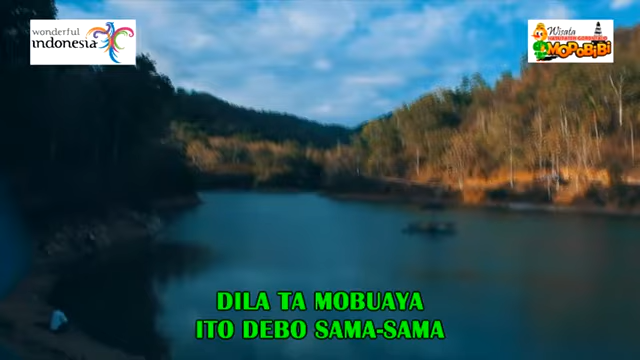 wonderful
indonesia
Wisata
MOPOBIBI
DILA TA MOBUAYA
ITO DEBO SAMA-SAMA